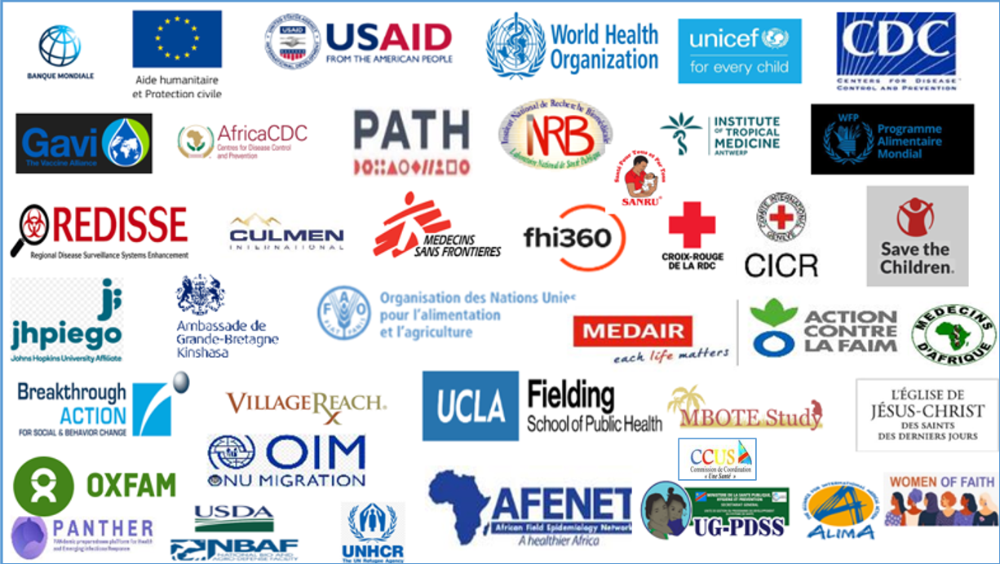 BANQUE MONDIALE
Aide humanitaire
et Protection civile
USAID
USAID
FROM THE AMERICAN PEOPLE
World Health
Organization
unicef
for every child
CDC
CENTERS FOR DISEASE
CONTROL AND PREVENTION
Gavi
The Vaccine Alliance
AfricaCDC
Centres for Disease Control
and Prevention
PATH
Institut National de Recherche Biomédicale
INRB
Laboratoire National de Santé Publique
INSTITUTE
OF TROPICAL
MEDICINE
ANTWERP
WFP
Programme
Alimentaire
Mondial
Santé Pour Tous et Par Tous
SANRU
REDISSE
Regional Disease Surveillance Systems Enhancement
CULMEN
INTERNATIONAL
MEDECINS
SANS FRONTIERES
fhi360
CROIX-ROUGE
DE LA RDC
COMITE INTERNATIONAL
GENEVE
CICR
Save the
Children.
jhpiego
Johns Hopkins University Affiliate
Ambassade de
Grande-Bretagne
Kinshasa
F A O
FIAT PANIS
Organisation des Nations Unies
pour l'alimentation
et l'agriculture
MEDAIR
each life matters
ACTION
CONTRE
LA FAIM
MEDECINS
D'AFRIQUE
Breakthrough
ACTION
FOR SOCIAL & BEHAVIOR CHANGE
VILLAGEREACH®
UCLA
Fielding
School of Public Health
MBOTE Study
L'ÉGLISE DE
JÉSUS-CHRIST
DES SAINTS
DES DERNIERS JOURS
OXFAM
OIM
ONU MIGRATION
CCUS
Commission de Coordination
« Une Santé »
AFENET
African Field Epidemiology Network
A healthier Africa
MINISTERE DE LA SANTE PUBLIQUE,
HYGIENE ET PREVENTION
SECRETARIAT GENERAL
UG-PDSS
ALIMA
WOMEN OF FAITH
PANTHER
PANdemic preparedness plaTform for Health
and Emerging infectious Response
USDA
NBAF
NATIONAL BIO AND
AGRO-DEFENSE FACILITY
UNHCR
The UN Refugee Agency